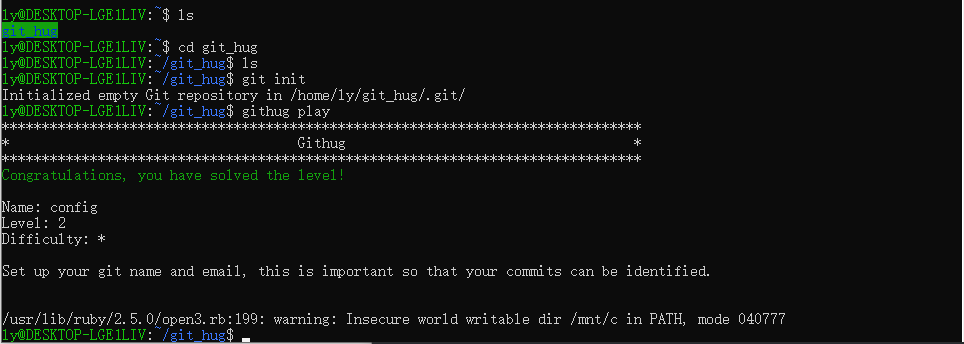 ly@DESKTOP-LGE1LIV:~$ ls
git_hug
ly@DESKTOP-LGE1LIV:~$ cd git_hug
ly@DESKTOP-LGE1LIV:~/git_hug$ ls
ly@DESKTOP-LGE1LIV:~/git_hug$ git init
Initialized empty Git repository in /home/ly/git_hug/.git/
ly@DESKTOP-LGE1LIV:~/git_hug$ githug play
********************************************************************************
*                                    Githug                                    *
********************************************************************************
Congratulations, you have solved the level!
Name: config
Level: 2
Difficulty: *
Set up your git name and email, this is important so that your commits can be identified.
/usr/lib/ruby/2.5.0/open3.rb:199: warning: Insecure world writable dir /mnt/c in PATH, mode 040777
ly@DESKTOP-LGE1LIV:~/git_hug$